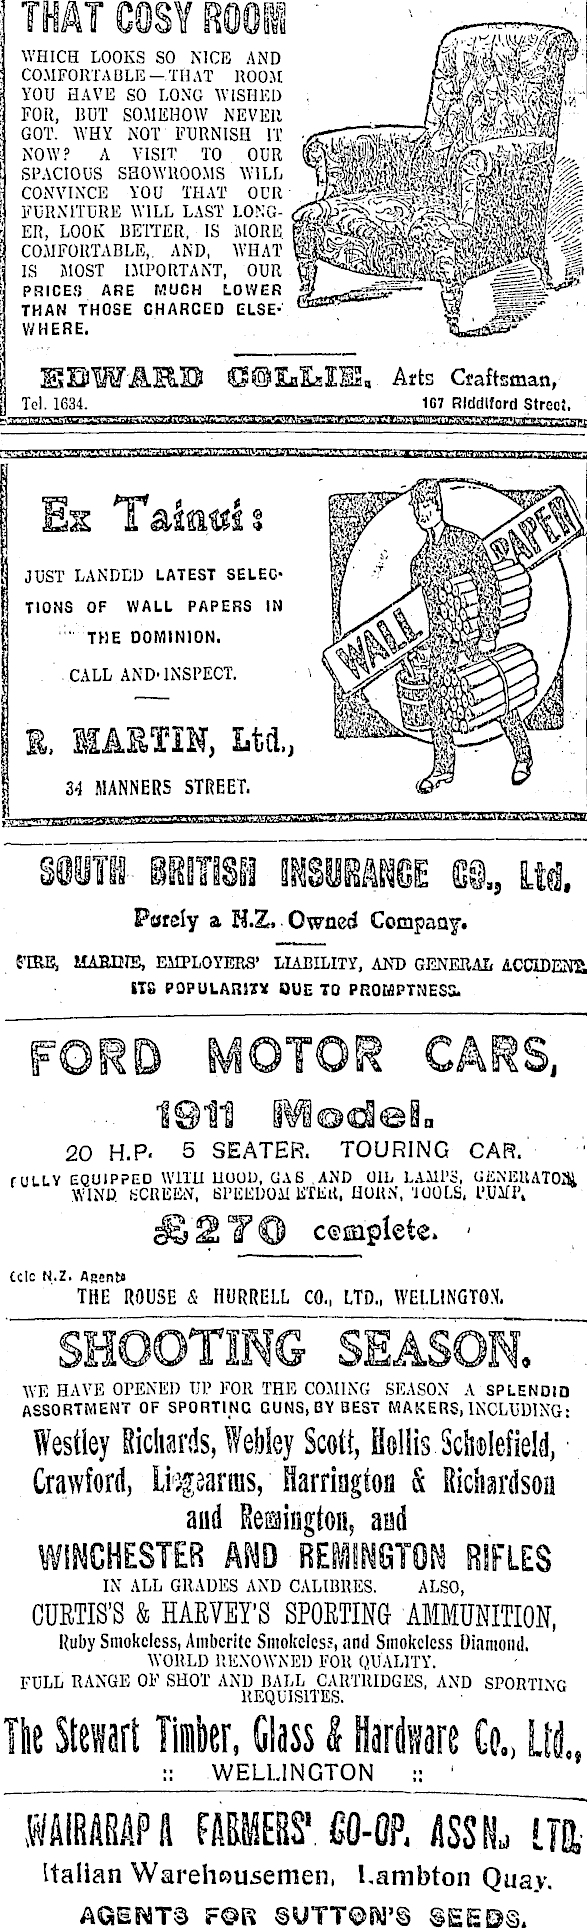 THAT COSY ROOM
WHICH LOOKS SO NICE AND
COMFORTABLE—THAT ROOM
YOU HAVE SO LONG WISHED
FOR, BUT SOMEHOW NEVER
GOT. WHY NOT FURNISH IT
NOW? A VISIT TO OUR
SPACIOUS SHOWROOMS WILL
CONVINCE YOU THAT OUR
FURNITURE WILL LAST LONG-
ER, LOOK BETTER, IS MORE
COMFORTABLE, AND, WHAT
IS MOST IMPORTANT, OUR
PRICES ARE MUCH LOWER
THAN THOSE CHARGED ELSE-
WHERE.
EDWARD COLLIE, Arts Craftsman,
Tel. 1634. 167 Riddiford Street.
Ex Tainui:
JUST LANDED LATEST SELEC-
TIONS OF WALL PAPERS IN
THE DOMINION.
CALL AND INSPECT.
R. MARTIN, Ltd.,
34 MANNERS STREET.
WALL PAPER
SOUTH BRITISH INSURANCE CO., Ltd.
Purely a N.Z. Owned Company.
FIRE, MARINE, EMPLOYERS' LIABILITY, AND GENERAL ACCIDENT.
ITS POPULARITY DUE TO PROMPTNESS.
FORD MOTOR CARS,
1911 Model.
20 H.P. 5 SEATER. TOURING CAR.
FULLY EQUIPPED WITH HOOD, GAS AND OIL LAMPS, GENERATOR,
WIND SCREEN, SPEEDOMETER, HORN, TOOLS, PUMP,
£270 complete.
Sole N.Z. Agents
THE ROUSE & HURRELL CO., LTD., WELLINGTON.
SHOOTING SEASON.
WE HAVE OPENED UP FOR THE COMING SEASON A SPLENDID
ASSORTMENT OF SPORTING GUNS, BY BEST MAKERS, INCLUDING:
Westley Richards, Webley Scott, Hollis Scholefield,
Crawford, Liegearms, Harrington & Richardson
and Remington, and
WINCHESTER AND REMINGTON RIFLES
IN ALL GRADES AND CALIBRES. ALSO,
CURTIS'S & HARVEY'S SPORTING AMMUNITION,
Ruby Smokeless, Amberite Smokeless, and Smokeless Diamond.
WORLD RENOWNED FOR QUALITY.
FULL RANGE OF SHOT AND BALL CARTRIDGES, AND SPORTING
REQUISITES.
The Stewart Timber, Glass & Hardware Co., Ltd.,
:: WELLINGTON ::
WAIRARAPA FARMERS' CO-OP. ASSN., LTD.
Italian Warehousemen, Lambton Quay.
AGENTS FOR SUTTON'S SEEDS.